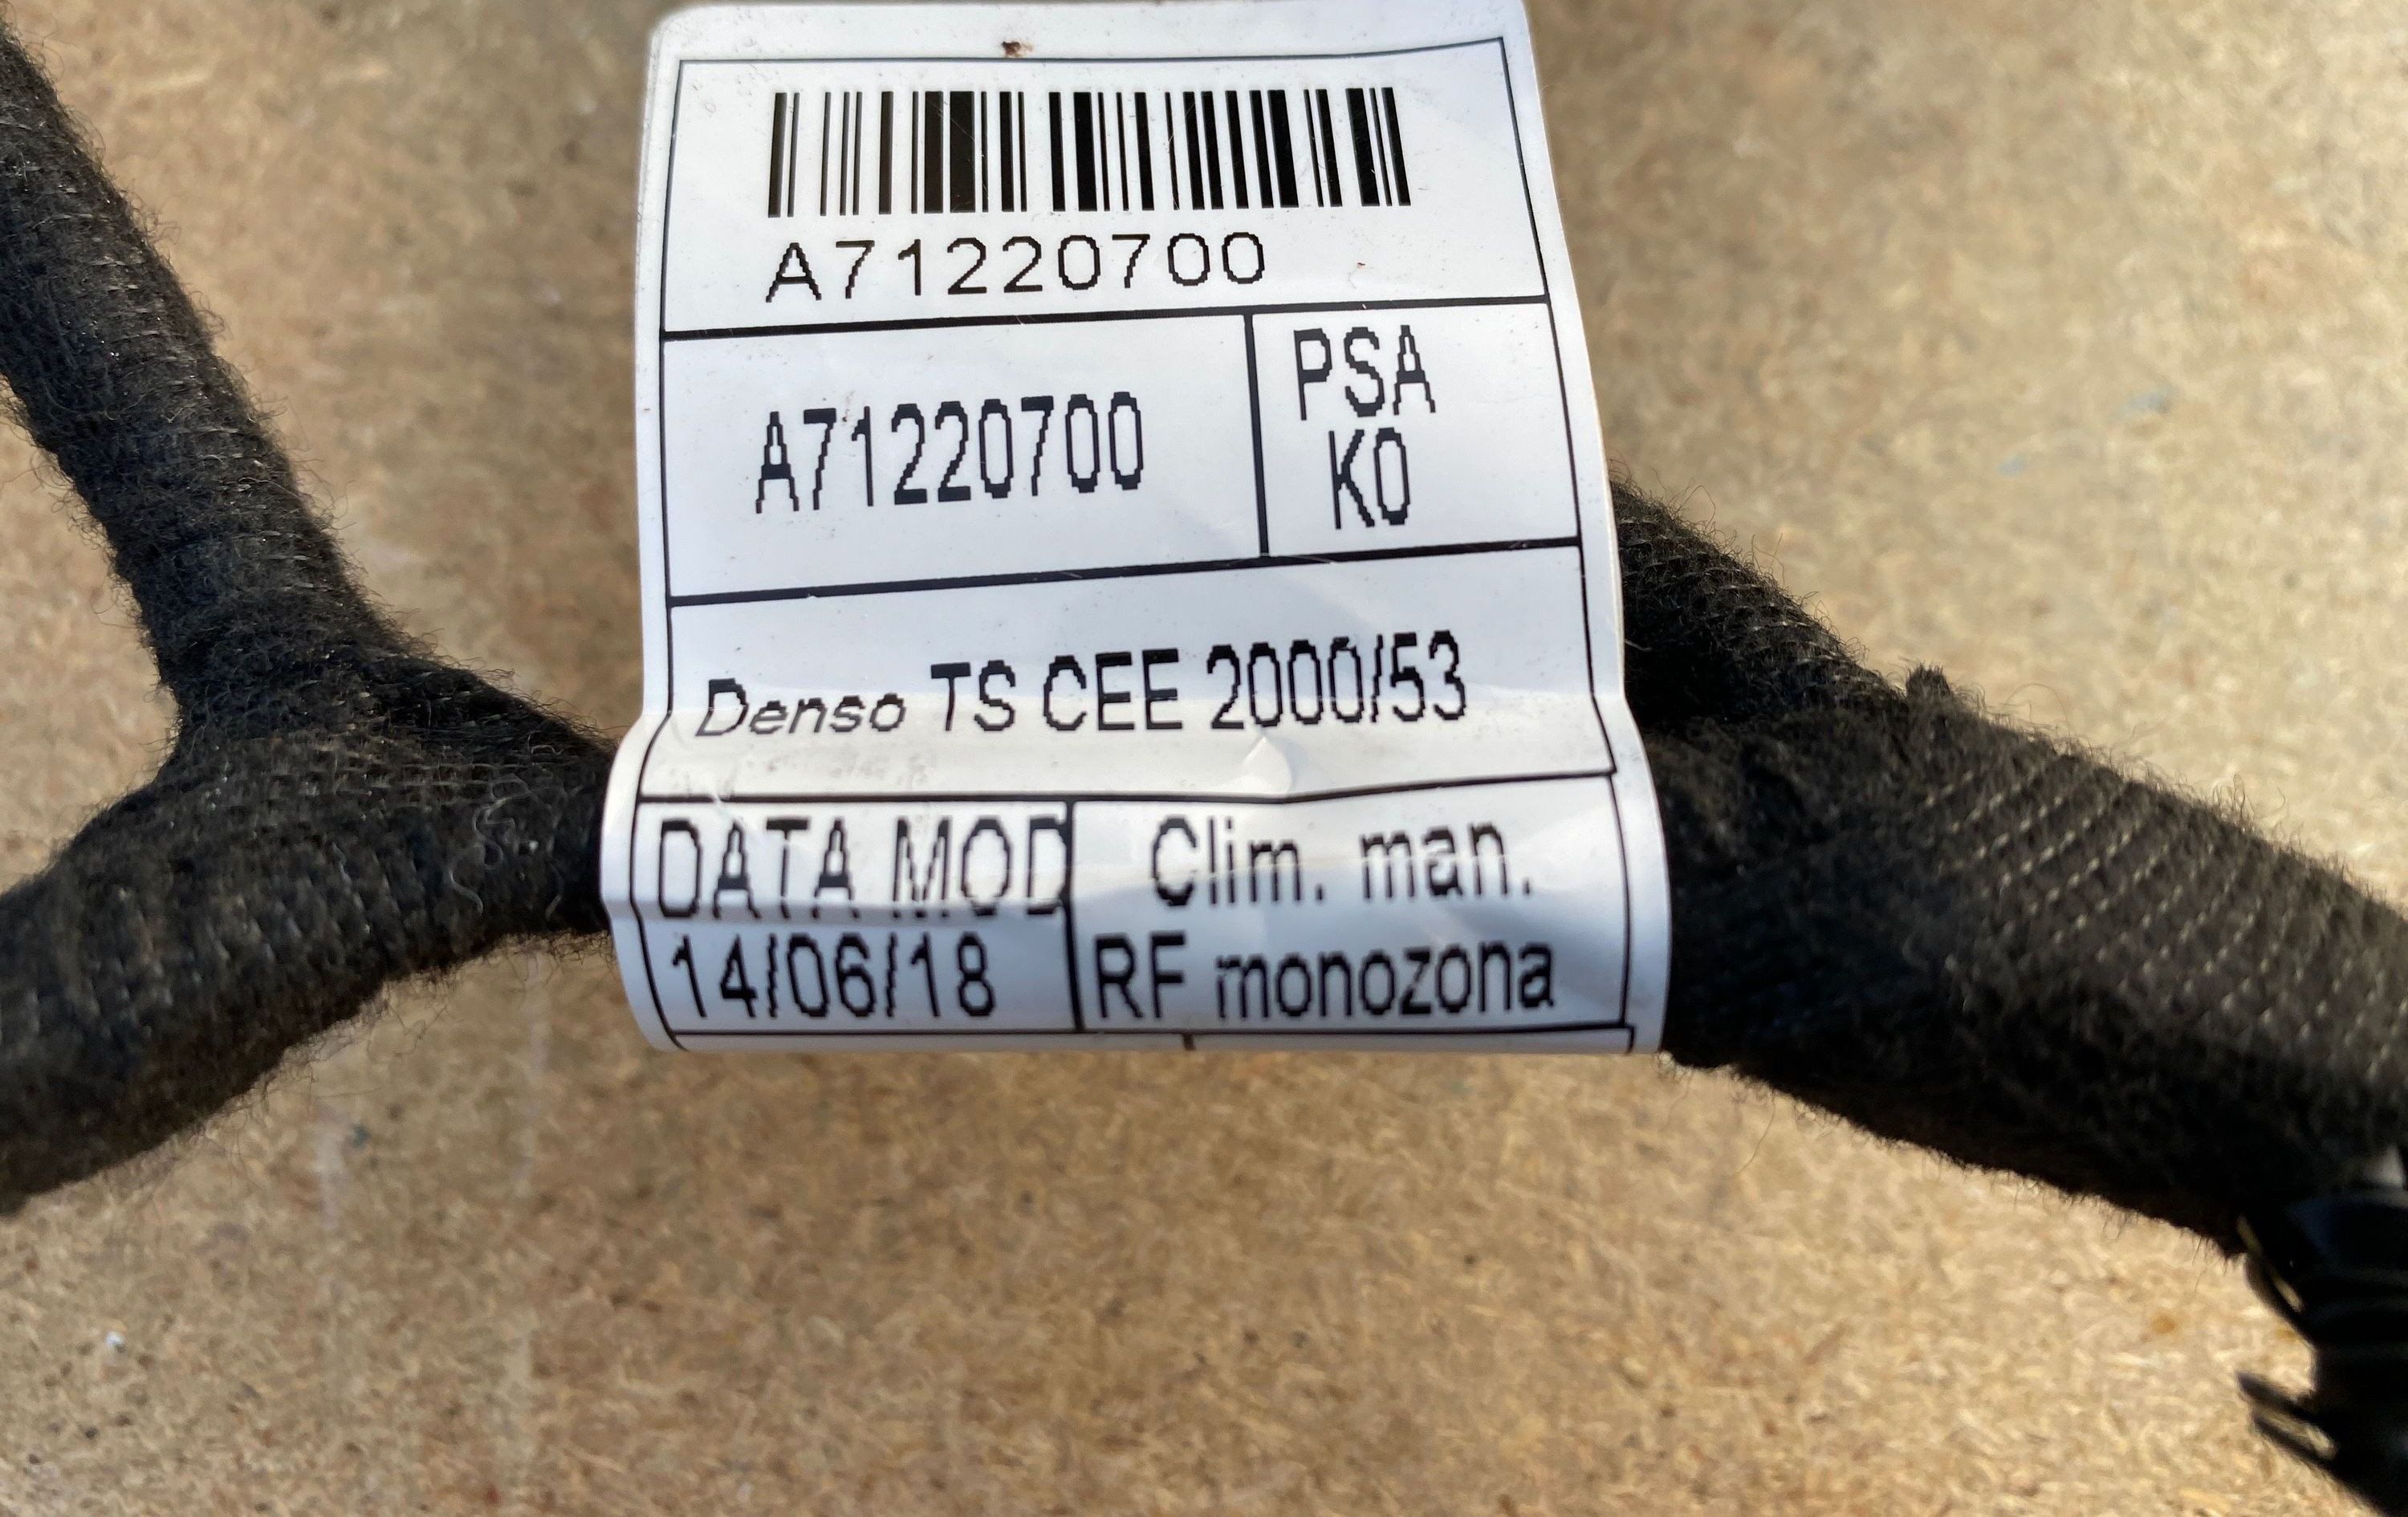 A71220700
A71220700
PSA
K0
Denso TS CEE 2000/53
DATA MOD
14/06/18
Clim. man.
RF monozona